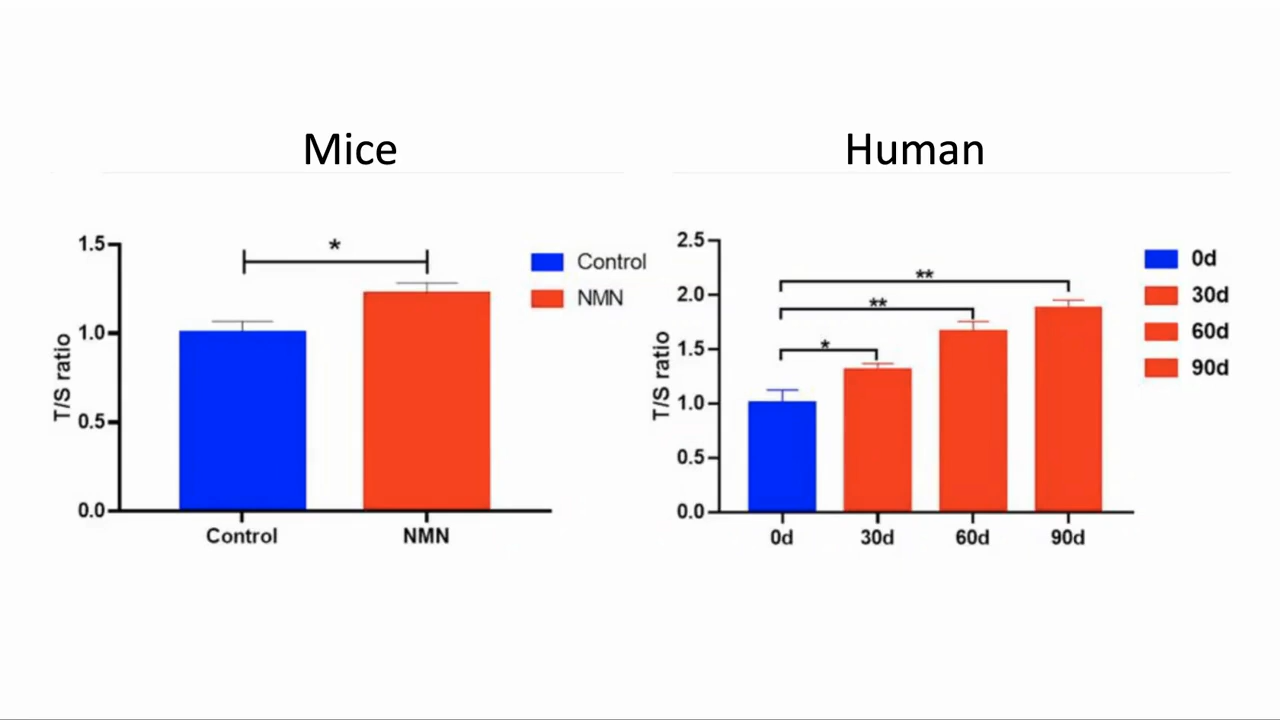 Mice
1.5
1.0
0.5
0.0
T/S ratio
*
Control
NMN
Control
NMN
Human
2.5
2.0
1.5
1.0
0.5
0.0
T/S ratio
**
**
*
0d
30d
60d
90d
0d
30d
60d
90d